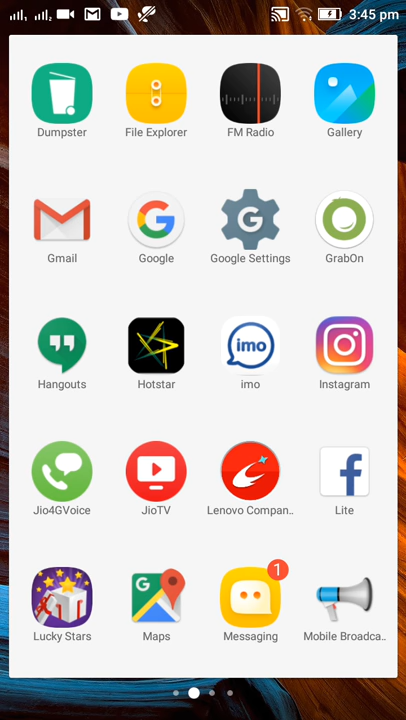 3:45 pm
Dumpster File Explorer FM Radio Gallery
Gmail Google Google Settings GrabOn
Hangouts Hotstar imo Instagram
imo
Jio4GVoice JioTV Lenovo Compan.. Lite
1
Lucky Stars Maps Messaging Mobile Broadca..